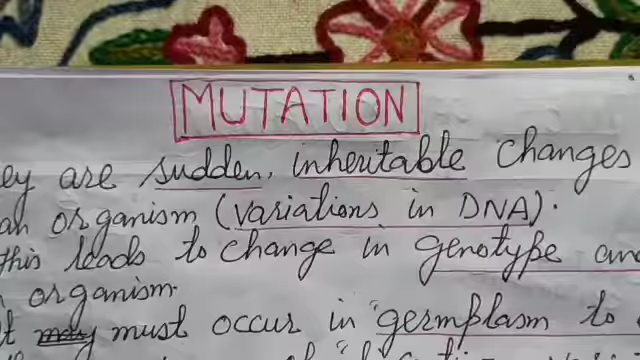 MUTATION
ey are sudden, inheritable changes
an organism (variations in DNA).
this leads to change in genotype an
organism.
must occur in germplasm to